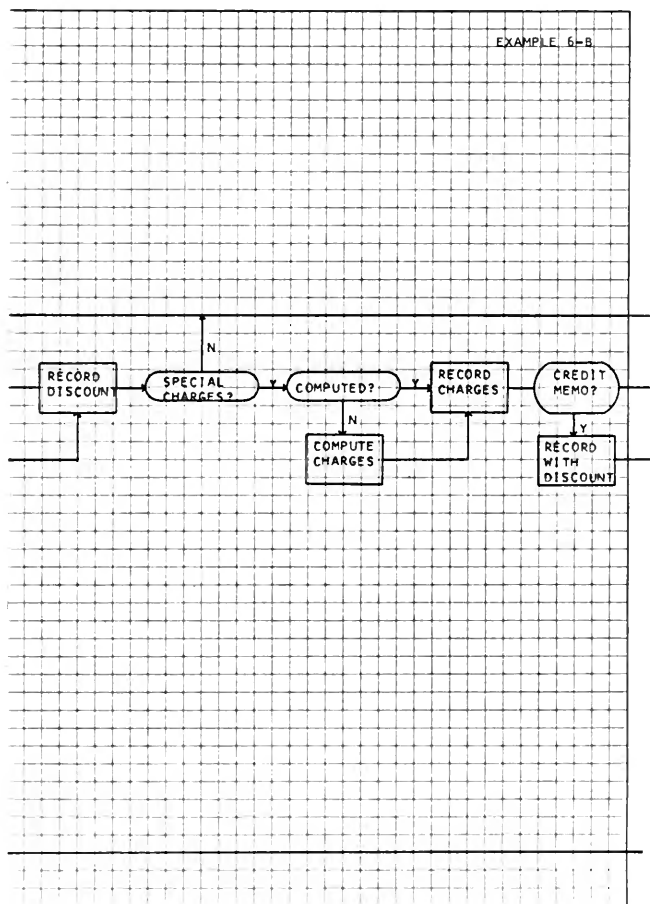 EXAMPLE 6-B
N
RECORD
DISCOUNT
SPECIAL
CHARGES?
Y
COMPUTED?
Y
RECORD
CHARGES
CREDIT
MEMO?
N
COMPUTE
CHARGES
Y
RECORD
WITH
DISCOUNT